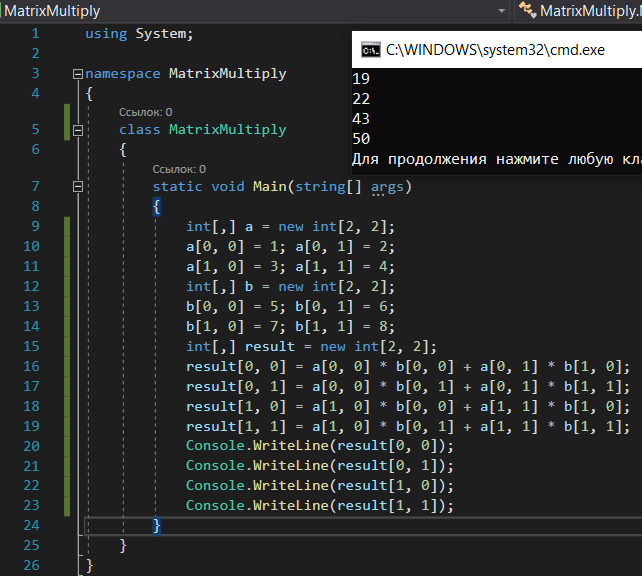 MatrixMultiply
MatrixMultiply.
C:\WINDOWS\system32\cmd.exe
19
22
43
50
Для продолжения нажмите любую
1 using System;
2
3 namespace MatrixMultiply
4 {
Ссылок: 0
5 class MatrixMultiply
6 {
Ссылок: 0
7 static void Main(string[] args)
8 {
9 int[,] a = new int[2, 2];
10 a[0, 0] = 1; a[0, 1] = 2;
11 a[1, 0] = 3; a[1, 1] = 4;
12 int[,] b = new int[2, 2];
13 b[0, 0] = 5; b[0, 1] = 6;
14 b[1, 0] = 7; b[1, 1] = 8;
15 int[,] result = new int[2, 2];
16 result[0, 0] = a[0, 0] * b[0, 0] + a[0, 1] * b[1, 0];
17 result[0, 1] = a[0, 0] * b[0, 1] + a[0, 1] * b[1, 1];
18 result[1, 0] = a[1, 0] * b[0, 0] + a[1, 1] * b[1, 0];
19 result[1, 1] = a[1, 0] * b[0, 1] + a[1, 1] * b[1, 1];
20 Console.WriteLine(result[0, 0]);
21 Console.WriteLine(result[0, 1]);
22 Console.WriteLine(result[1, 0]);
23 Console.WriteLine(result[1, 1]);
24 }
25 }
26 }